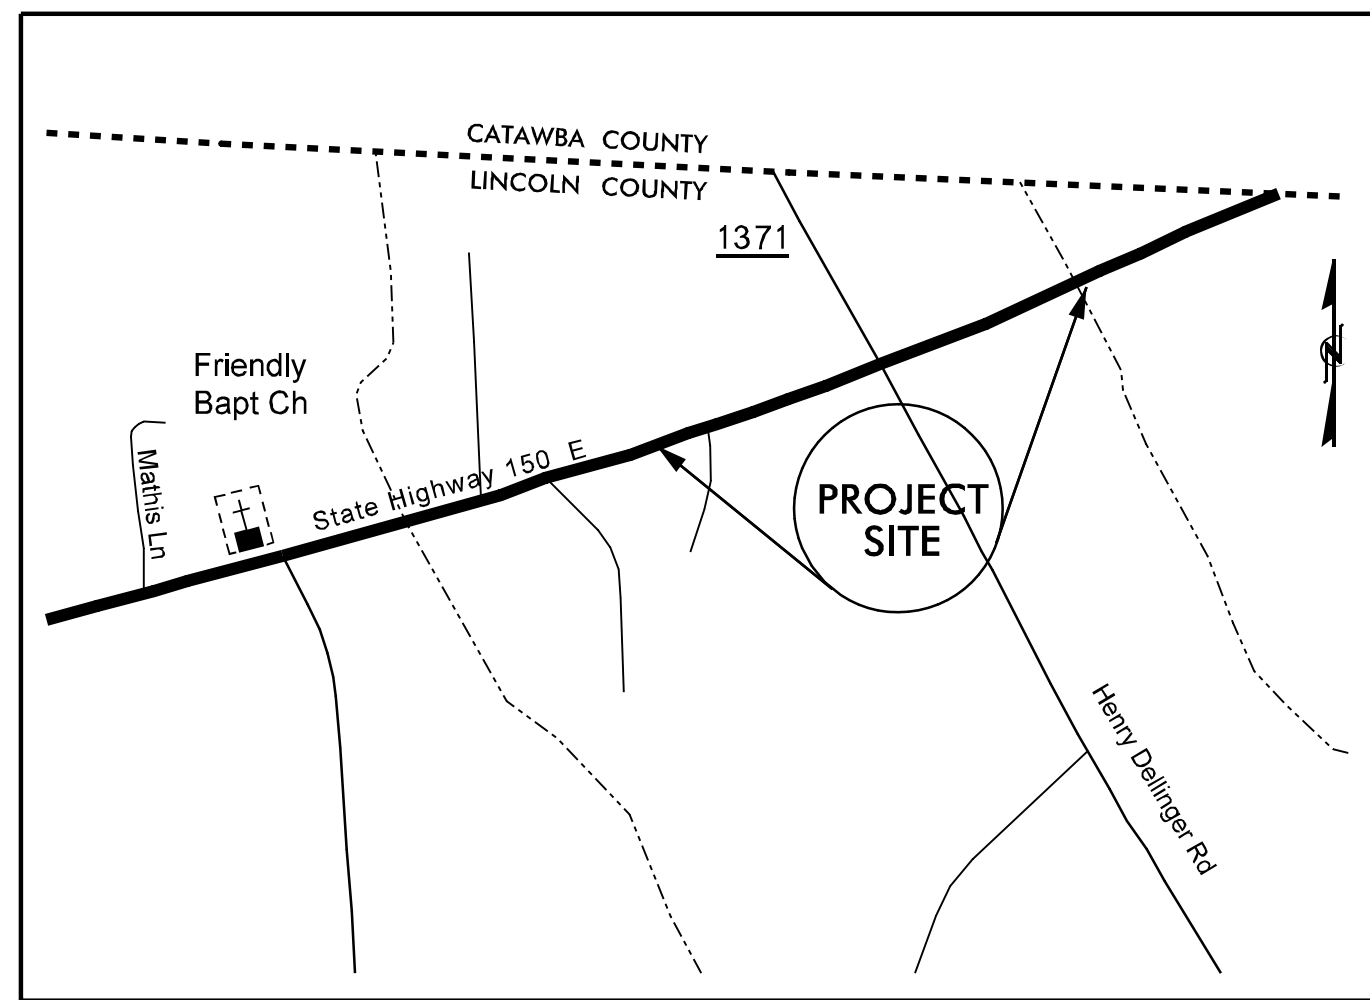 CATAWBA COUNTY
LINCOLN COUNTY
1371
Friendly
Bapt Ch
Mathis Ln
State Highway 150 E
PROJECT
SITE
Henry Dellinger Rd
N